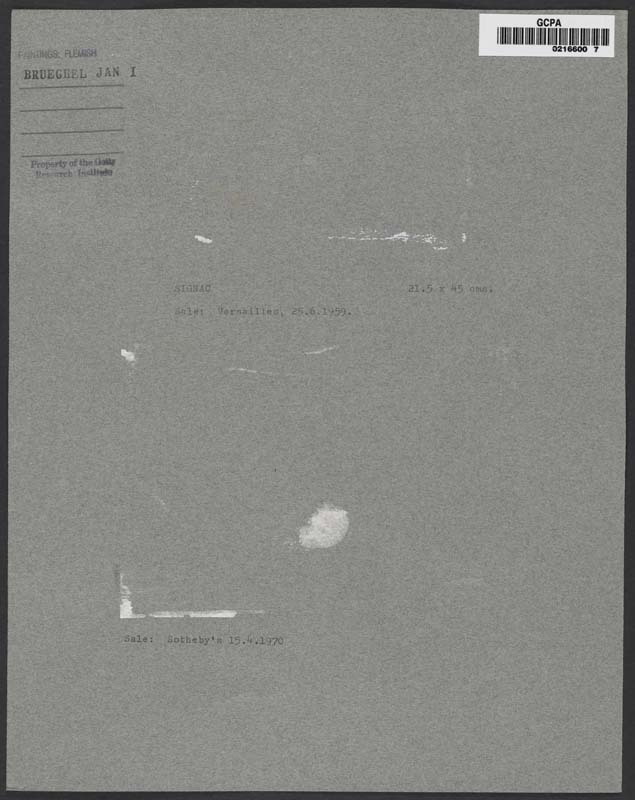 GCPA
0216600 7
PAINTINGS: FLEMISH
BRUEGHEL JAN I
Property of the Getty
Research Institute
SIGNAC 21.5 x 45 cms.
Sale: Versailles, 25.6.1959.
Sale: Sotheby's 15.4.1970